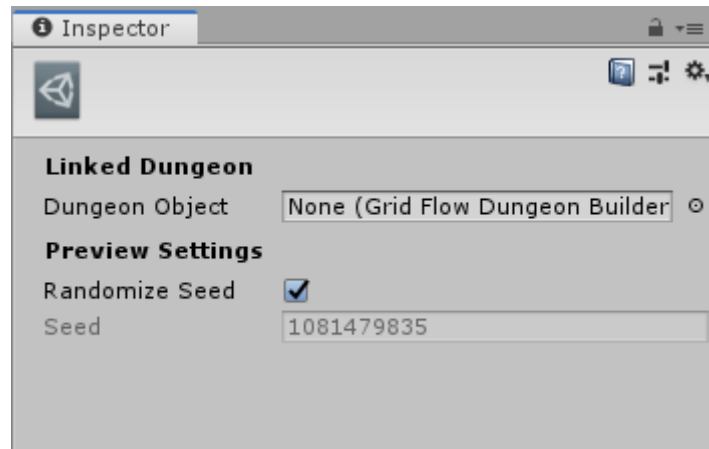 Inspector
Linked Dungeon
Dungeon Object None (Grid Flow Dungeon Builder
Preview Settings
Randomize Seed
Seed 1081479835